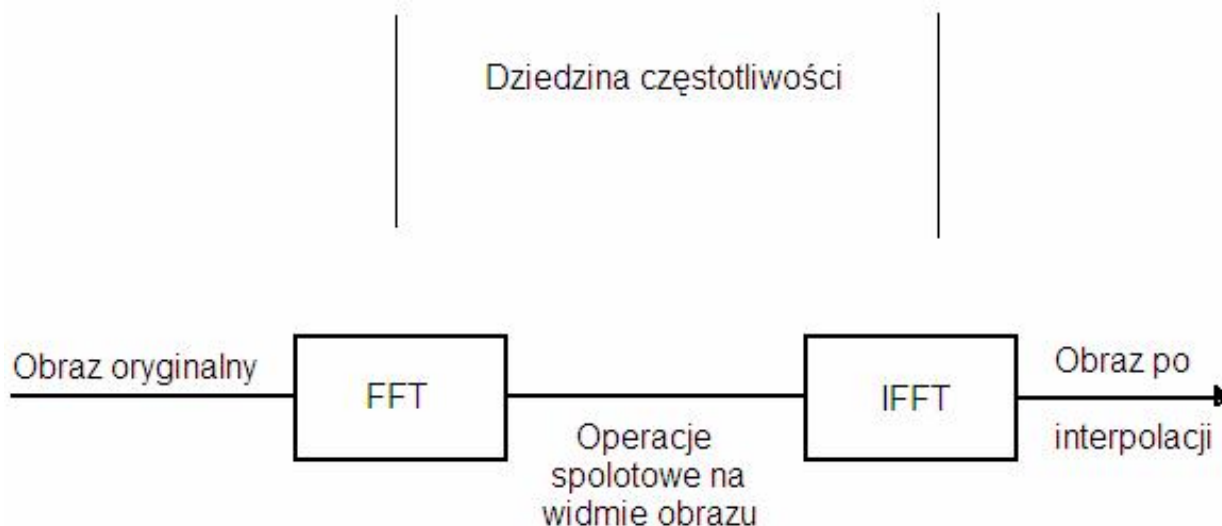 Dziedzina częstotliwości
Obraz oryginalny
FFT
Operacje
spolotowe na
widmie obrazu
IFFT
Obraz po
interpolacji